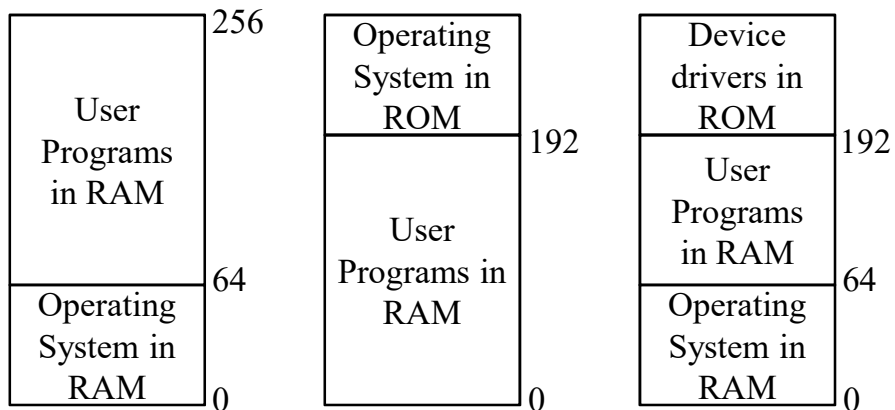 256
User
Programs
in RAM
64
Operating
System in
RAM
0
Operating
System in
ROM
192
User
Programs in
RAM
0
Device
drivers in
ROM
192
User
Programs
in RAM
64
Operating
System in
RAM
0